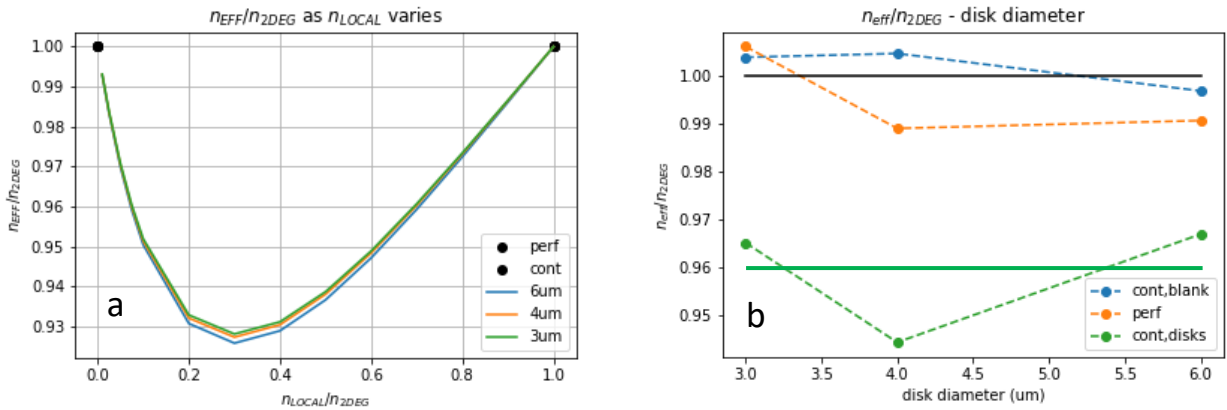 n_EFF/n_2DEG as n_LOCAL varies
n_EFF/n_2DEG
1.00
0.99
0.98
0.97
0.96
0.95
0.94
0.93
a
perf
cont
6um
4um
3um
0.0 0.2 0.4 0.6 0.8 1.0
n_LOCAL/n_2DEG
n_eff/n_2DEG - disk diameter
n_eff/n_2DEG
1.00
0.99
0.98
0.97
0.96
0.95
b
cont,blank
perf
cont,disks
3.0 3.5 4.0 4.5 5.0 5.5 6.0
disk diameter (um)